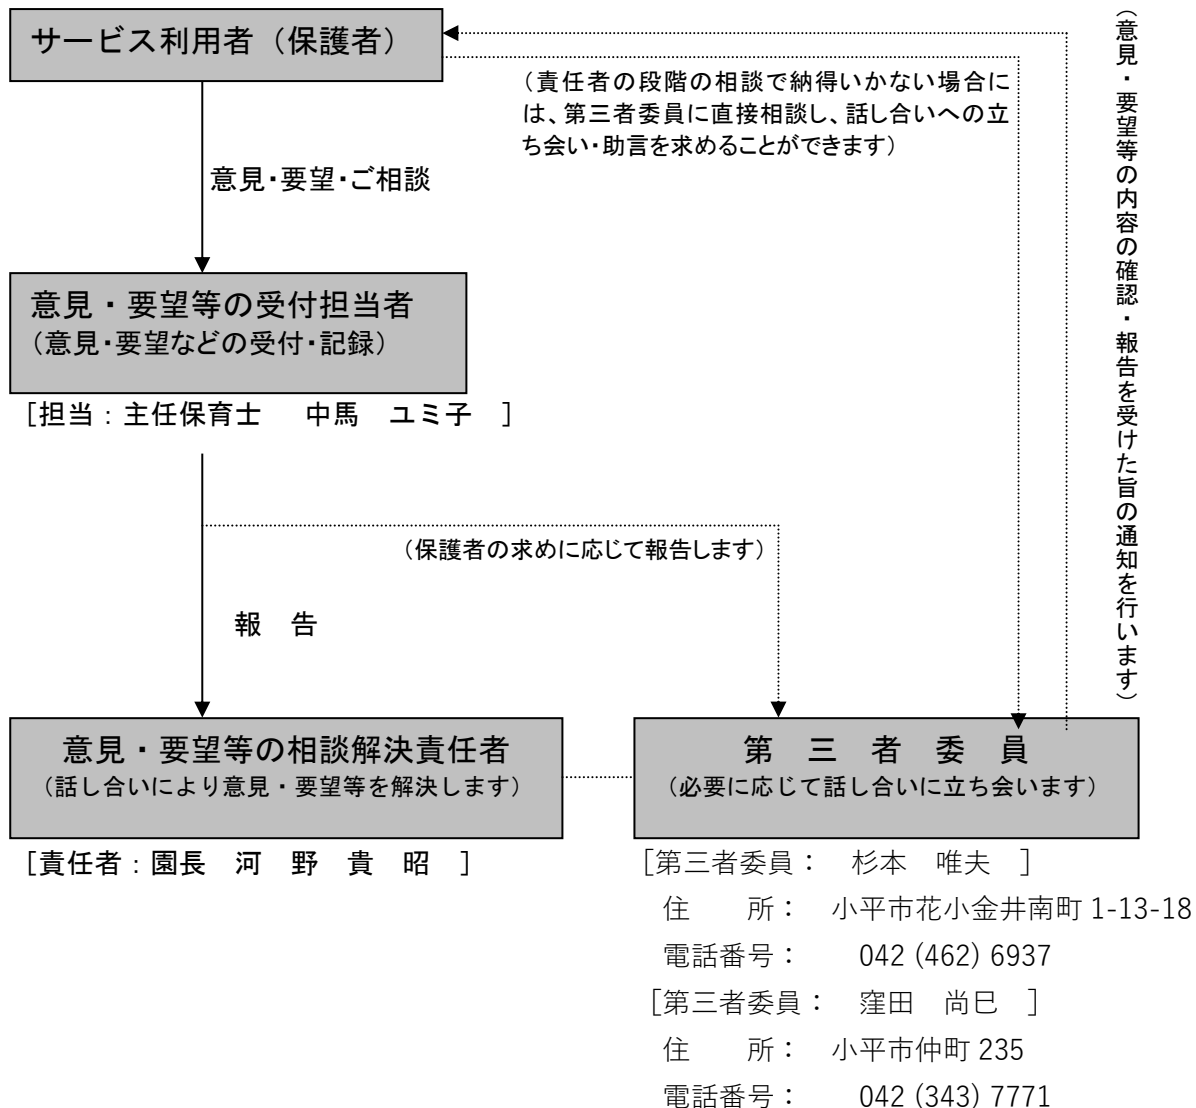 サービス利用者（保護者）
（責任者の段階の相談で納得いかない場合に
は、第三者委員に直接相談し、話し合いへの立
ち会い・助言を求めることができます）
（意見・要望等の内容の確認・報告を受けた旨の通知を行います）
意見・要望・ご相談
意見・要望等の受付担当者
（意見・要望などの受付・記録）
[担当：主任保育士　中馬　ユミ子　]
（保護者の求めに応じて報告します）
報　告
意見・要望等の相談解決責任者
（話し合いにより意見・要望等を解決します）
[責任者：園長　河　野　貴　昭　]
第　三　者　委　員
（必要に応じて話し合いに立ち会います）
[第三者委員：　杉本　唯夫　]
住　　所：　小平市花小金井南町 1-13-18
電話番号：　　042 (462) 6937
[第三者委員：　窪田　尚巳　]
住　　所：　小平市仲町 235
電話番号：　　042 (343) 7771